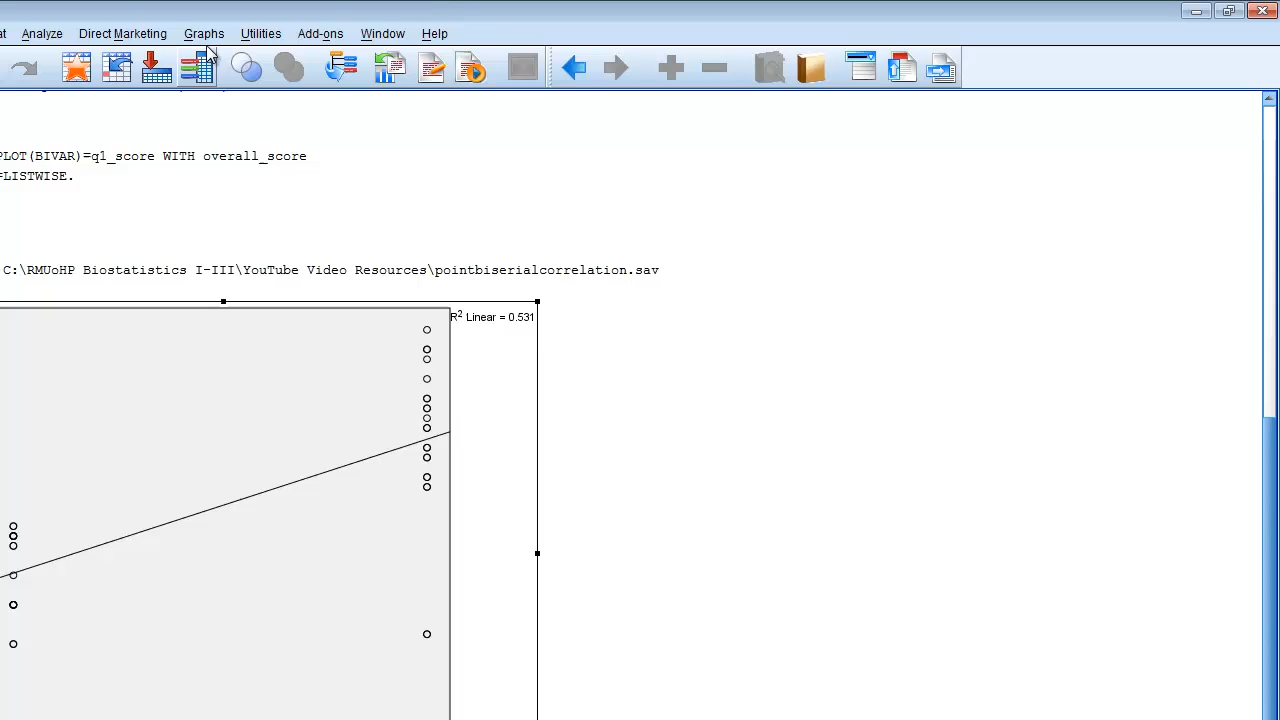 at Analyze Direct Marketing Graphs Utilities Add-ons Window Help
PLOT(BIVAR)=q1_score WITH overall_score
=LISTWISE.
C:\RMUoHP Biostatistics I-III\YouTube Video Resources\pointbiserialcorrelation.sav
R2 Linear = 0.531